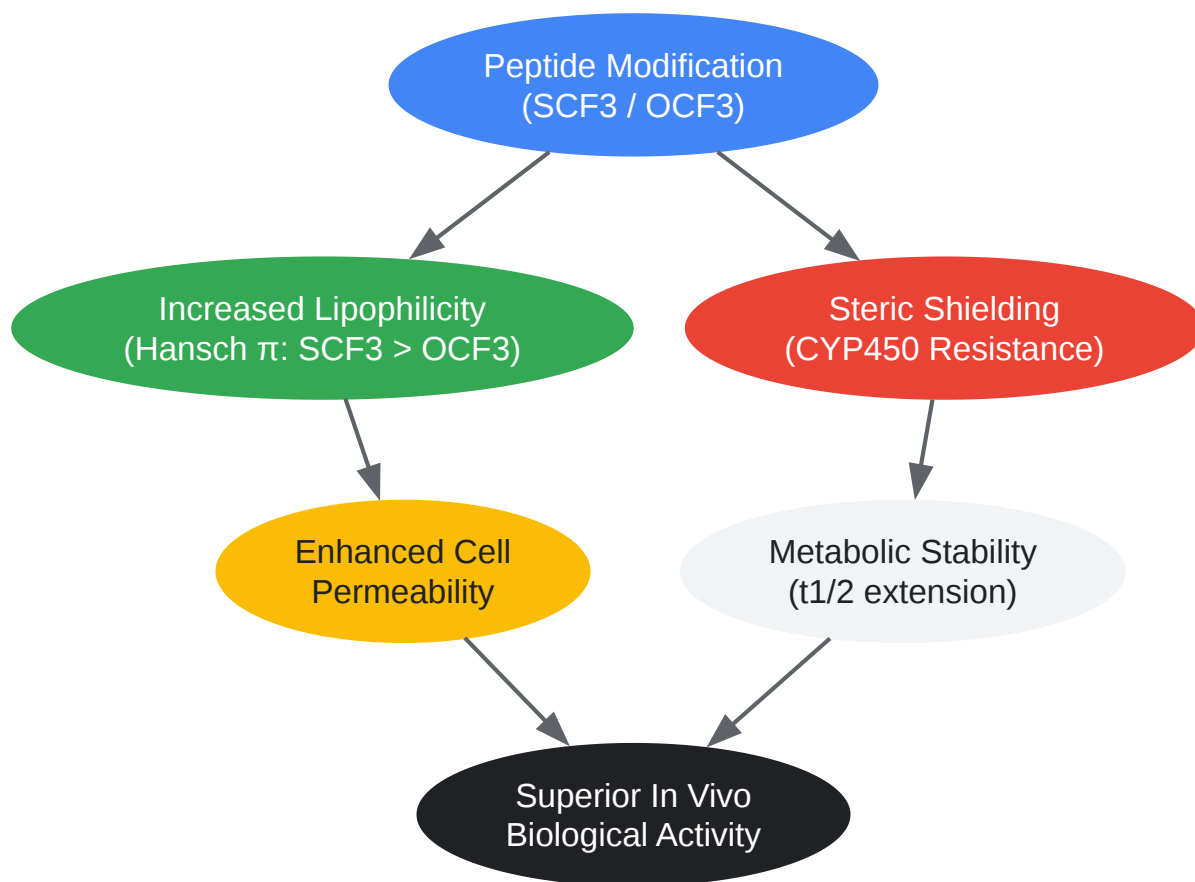 Peptide Modification
(SCF3 / OCF3)
Increased Lipophilicity
(Hansch π: SCF3 > OCF3)
Steric Shielding
(CYP450 Resistance)
Enhanced Cell
Permeability
Metabolic Stability
(t1/2 extension)
Superior In Vivo
Biological Activity